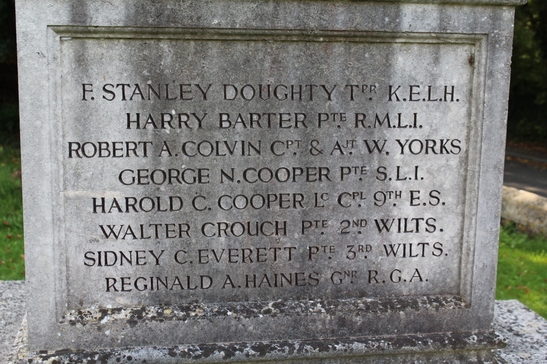 F. STANLEY DOUGHTY TPR K.E.L.H.
HARRY BARTER PTE R.M.L.I.
ROBERT A. COLVIN CPT. & AJT W. YORKS
GEORGE N. COOPER PTE S.L.I.
HAROLD C. COOPER LC CPL 9TH E.S.
WALTER CROUCH PTE 2ND WILTS.
SIDNEY C. EVERETT PTE 3RD WILTS.
REGINALD A. HAINES GNR R.G.A.